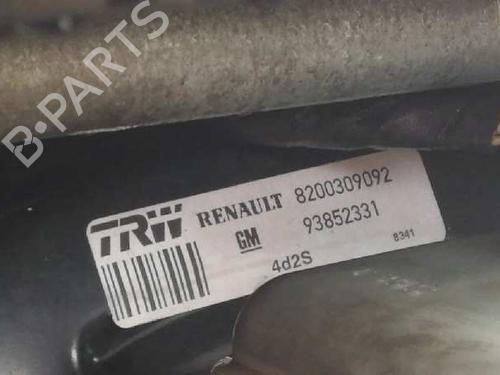 B-PARTS
TRW RENAULT 8200309092
GM 93852331
4d2S 8341